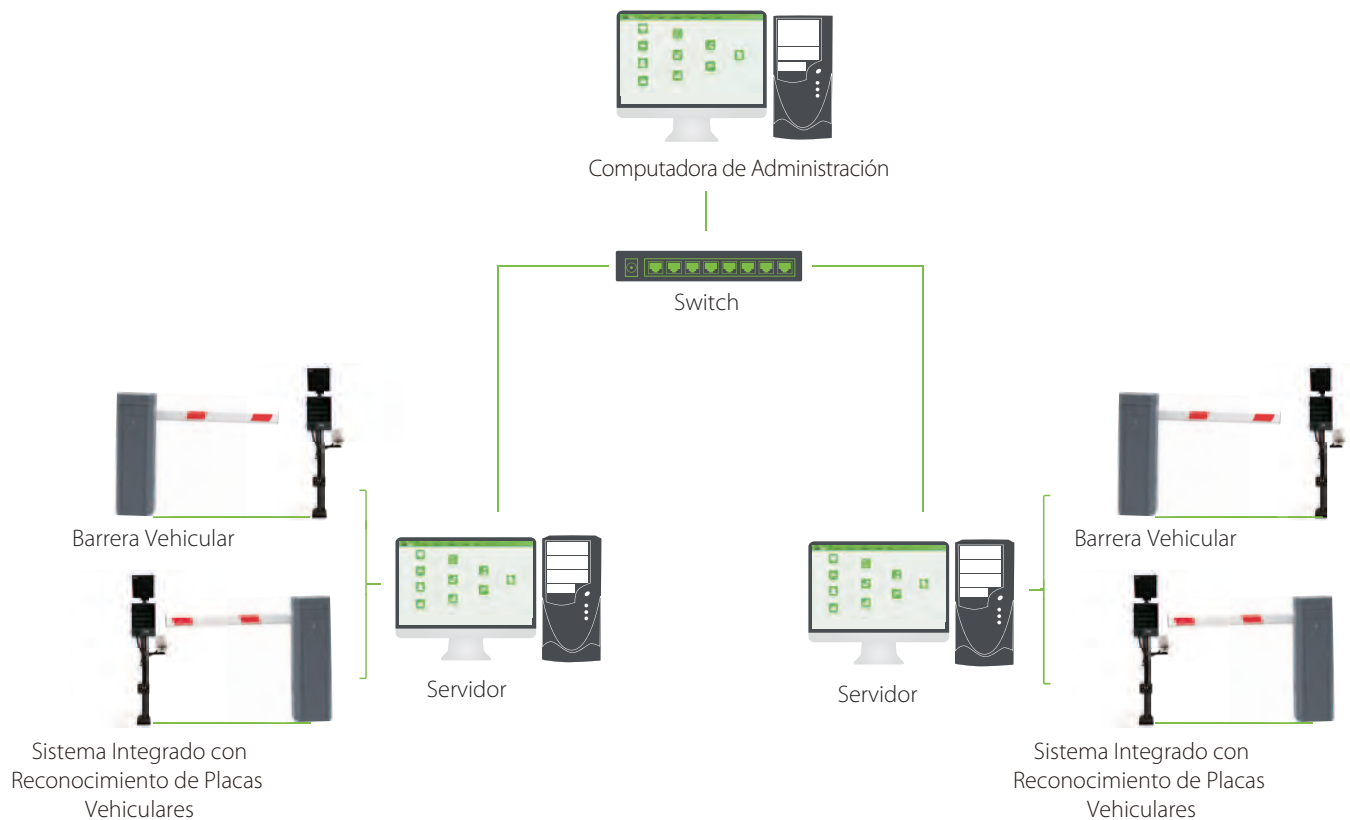 Computadora de Administración
Switch
Barrera Vehicular
Barrera Vehicular
Servidor
Servidor
Sistema Integrado con
Reconocimiento de Placas
Vehiculares
Sistema Integrado con
Reconocimiento de Placas
Vehiculares